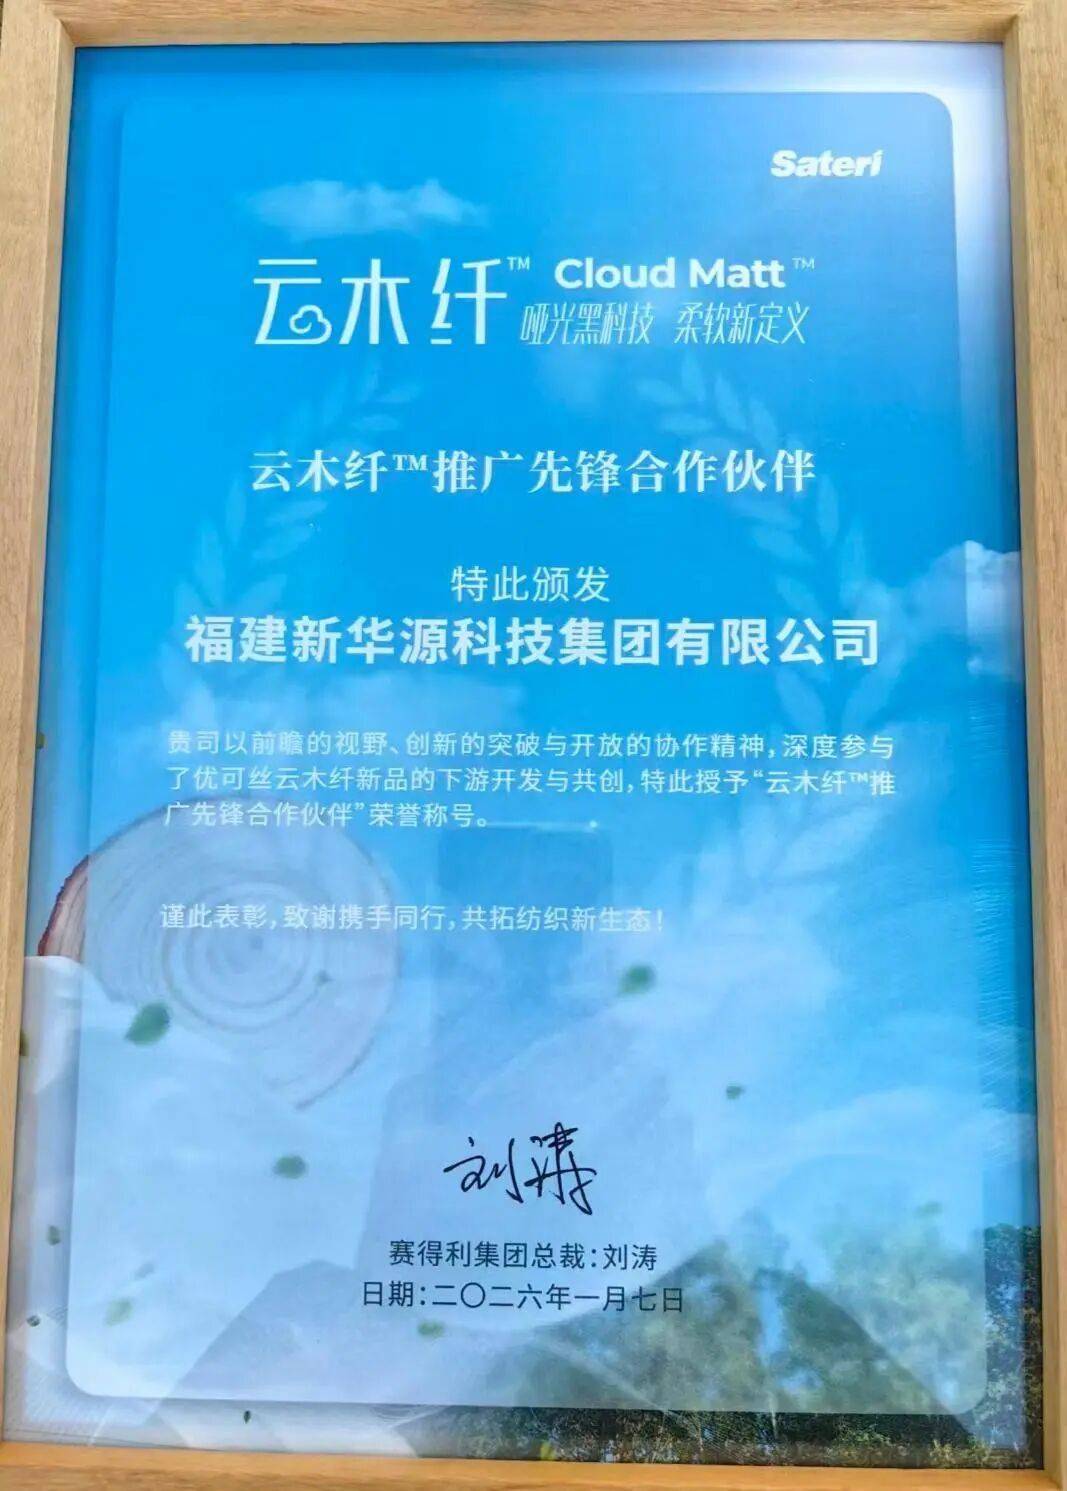 Sateri
云木纤™ Cloud Matt™
哑光黑科技 柔软新定义
云木纤™推广先锋合作伙伴
特此颁发
福建新华源科技集团有限公司
贵司以前瞻的视野、创新的突破与开放的协作精神,深度参与
了优可丝云木纤新品的下游开发与共创,特此授予“云木纤™推
广先锋合作伙伴”荣誉称号。
谨此表彰,致谢携手同行,共拓纺织新生态!
刘涛
赛得利集团总裁:刘涛
日期:二〇二六年一月七日